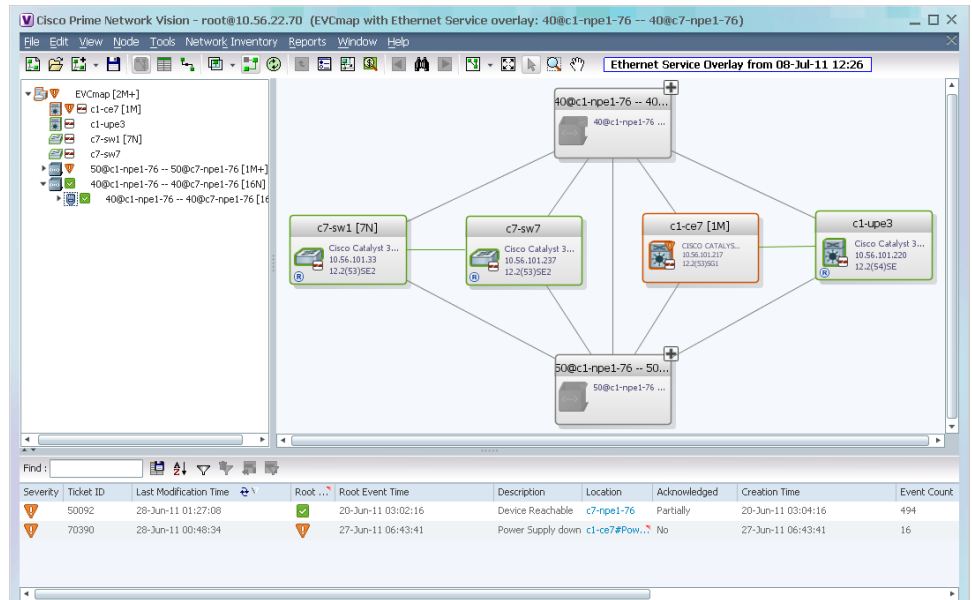 Cisco Prime Network Vision - root@10.56.22.70 (EVCmap with Ethernet Service overlay: 40@c1-npe1-76 -- 40@c7-npe1-76)
File Edit View Node Tools Network Inventory Reports Window Help
Ethernet Service Overlay from 08-Jul-11 12:26
EVCmap [2M+]
c1-ce7 [1M]
c1-upe3
c7-sw1 [7N]
c7-sw7
50@c1-npe1-76 -- 50@c7-npe1-76 [1M+]
40@c1-npe1-76 -- 40@c7-npe1-76 [16N]
40@c1-npe1-76 -- 40@c7-npe1-76 [16
40@c1-npe1-76 -- 40...
40@c1-npe1-76 ...
c7-sw1 [7N]
Cisco Catalyst 3...
10.56.101.33
12.2(53)SE2
c7-sw7
Cisco Catalyst 3...
10.56.101.237
12.2(53)SE2
c1-ce7 [1M]
CISCO CATALYS...
10.56.101.217
12.2(53)SG1
c1-upe3
Cisco Catalyst 3...
10.56.101.220
12.2(54)SE
50@c1-npe1-76 -- 50...
50@c1-npe1-76 ...
Find :
Severity Ticket ID Last Modification Time Root ... Root Event Time Description Location Acknowledged Creation Time Event Count
50092 28-Jun-11 01:27:08 20-Jun-11 03:02:16 Device Reachable c7-npe1-76 Partially 20-Jun-11 03:04:16 494
70390 28-Jun-11 00:48:34 27-Jun-11 06:43:41 Power Supply down c1-ce7#Pow... No 27-Jun-11 06:43:41 16